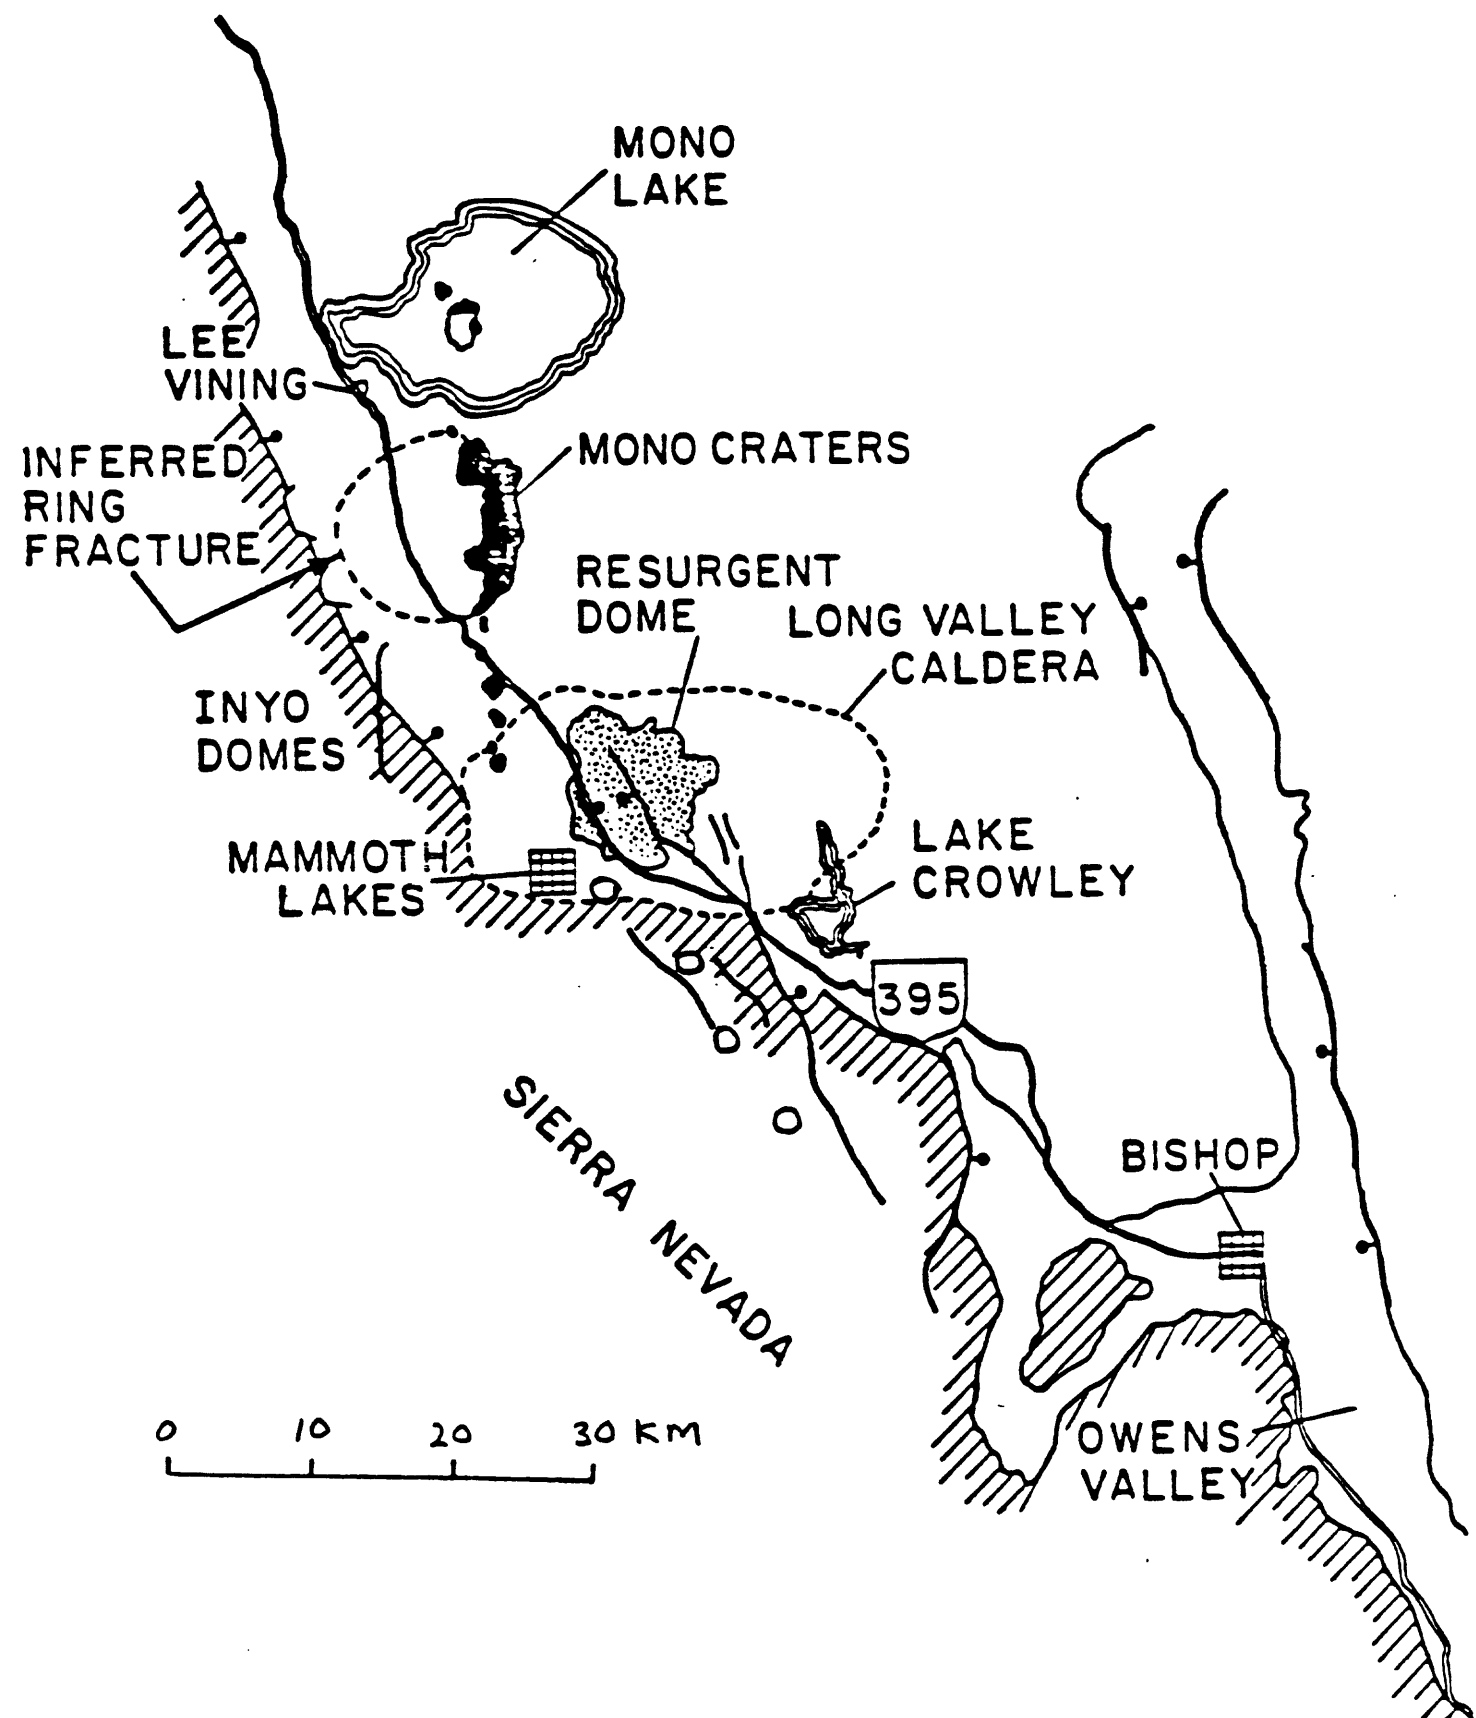 MONO
LAKE
LEE
VINING
INFERRED
RING
FRACTURE
MONO CRATERS
RESURGENT
DOME
LONG VALLEY
CALDERA
INYO
DOMES
MAMMOTH
LAKES
LAKE
CROWLEY
395
SIERRA NEVADA
BISHOP
OWENS
VALLEY
0 10 20 30 KM